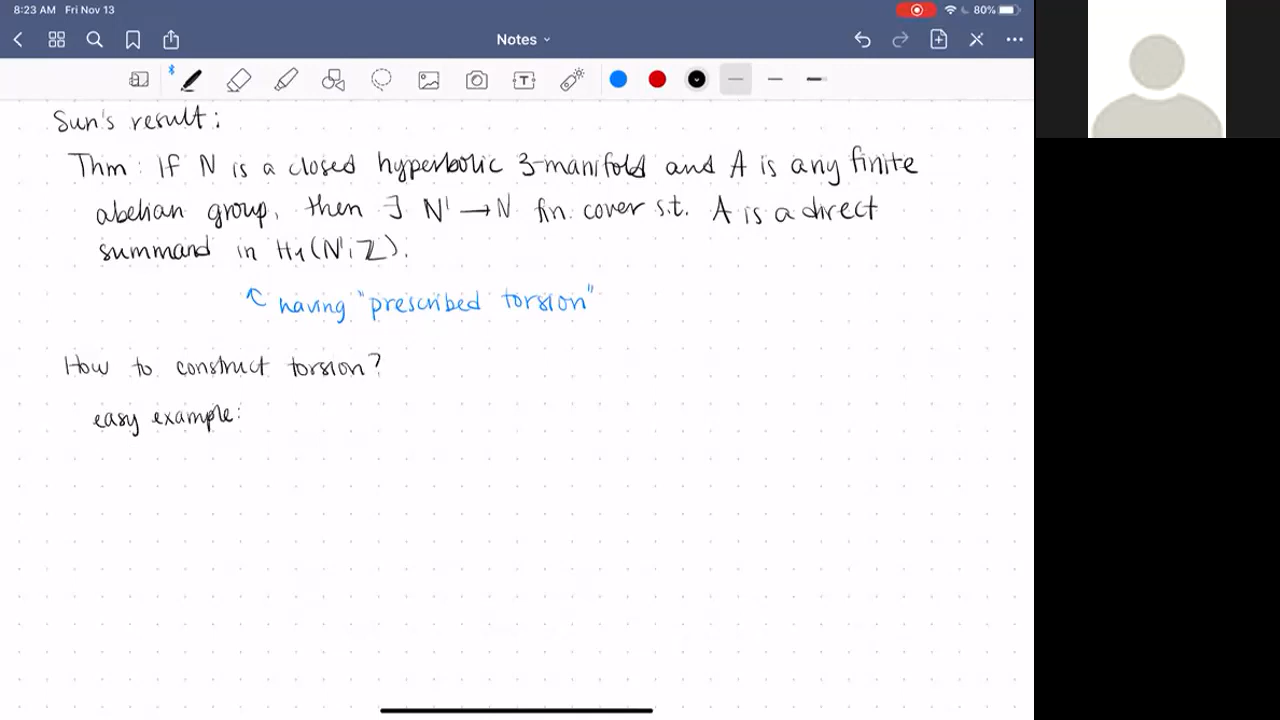 8:23 AM Fri Nov 13
80%
Notes
Sun's result:
Thm: If N is a closed hyperbolic 3-manifold and A is any finite
abelian group, then ∃ N' → N fin. cover s.t. A is a direct
summand in H₁(N'; ℤ).
↖ having "prescribed torsion"
How to construct torsion?
easy example: